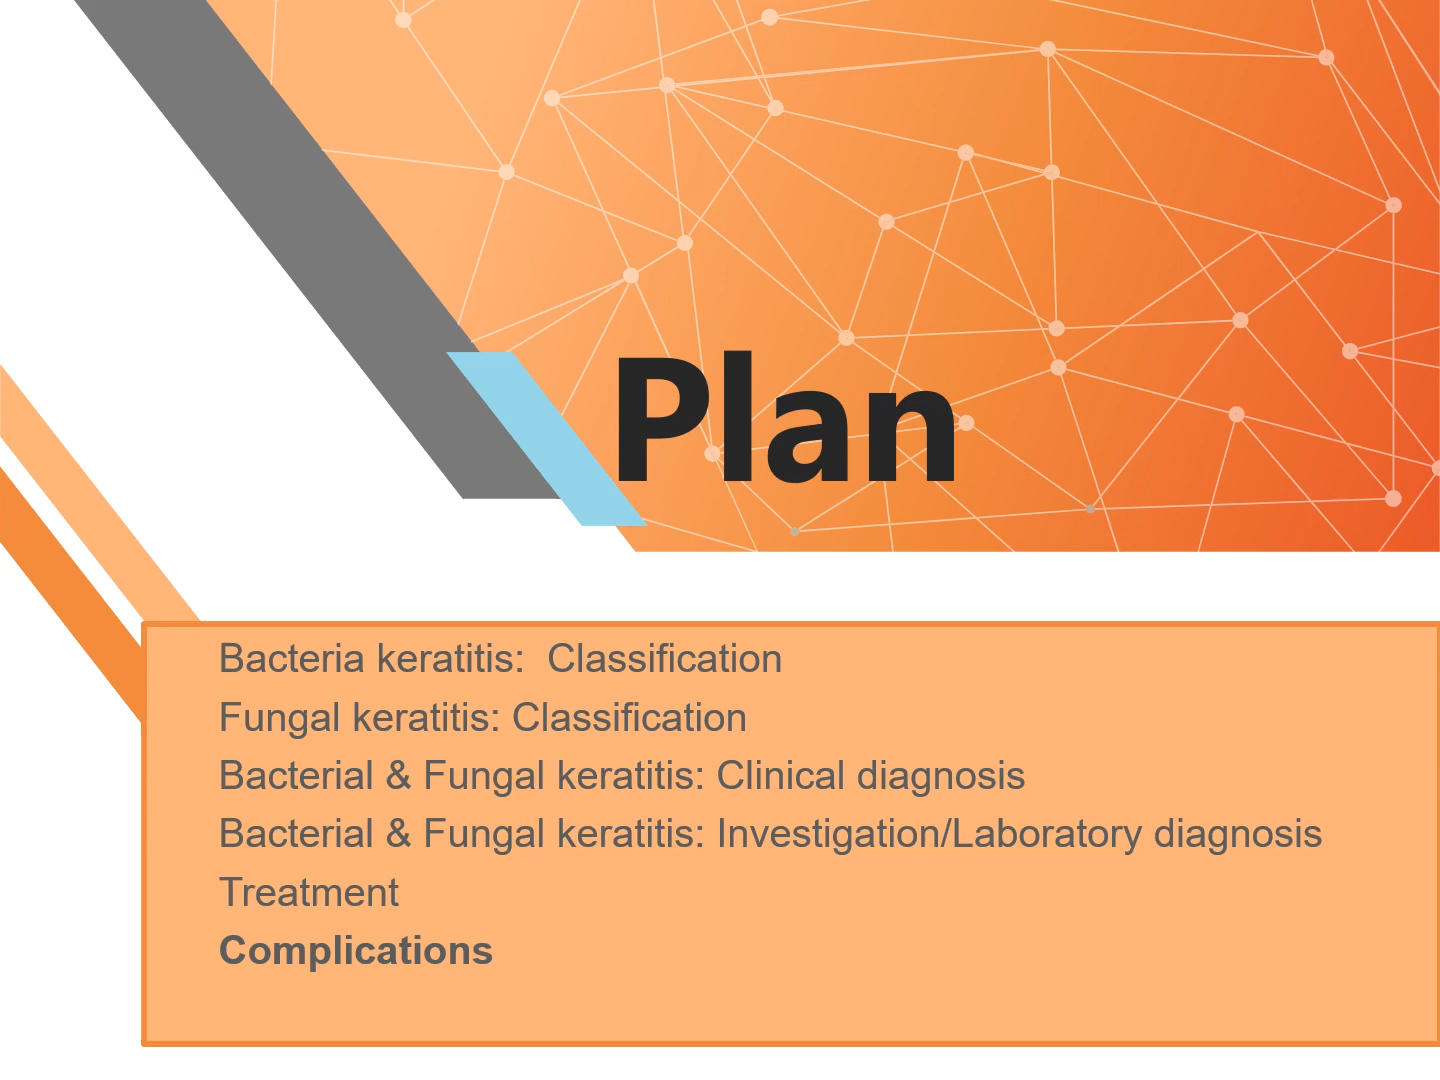 Plan
Bacteria keratitis:  Classification
Fungal keratitis: Classification
Bacterial & Fungal keratitis: Clinical diagnosis
Bacterial & Fungal keratitis: Investigation/Laboratory diagnosis
Treatment
Complications